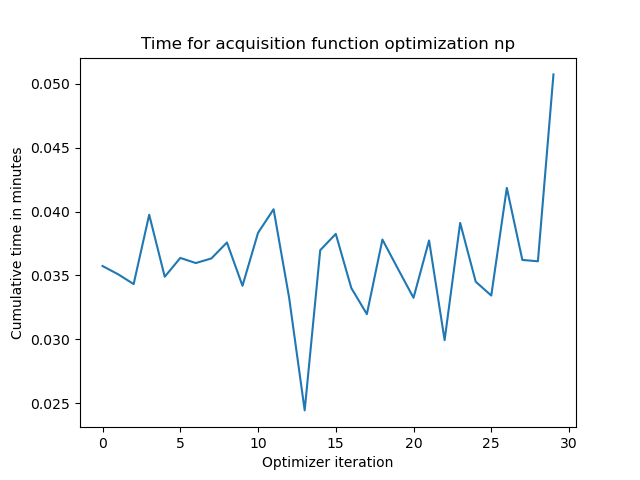 Time for acquisition function optimization np
0.050
0.045
0.040
0.035
0.030
0.025
Cumulative time in minutes
0 5 10 15 20 25 30
Optimizer iteration